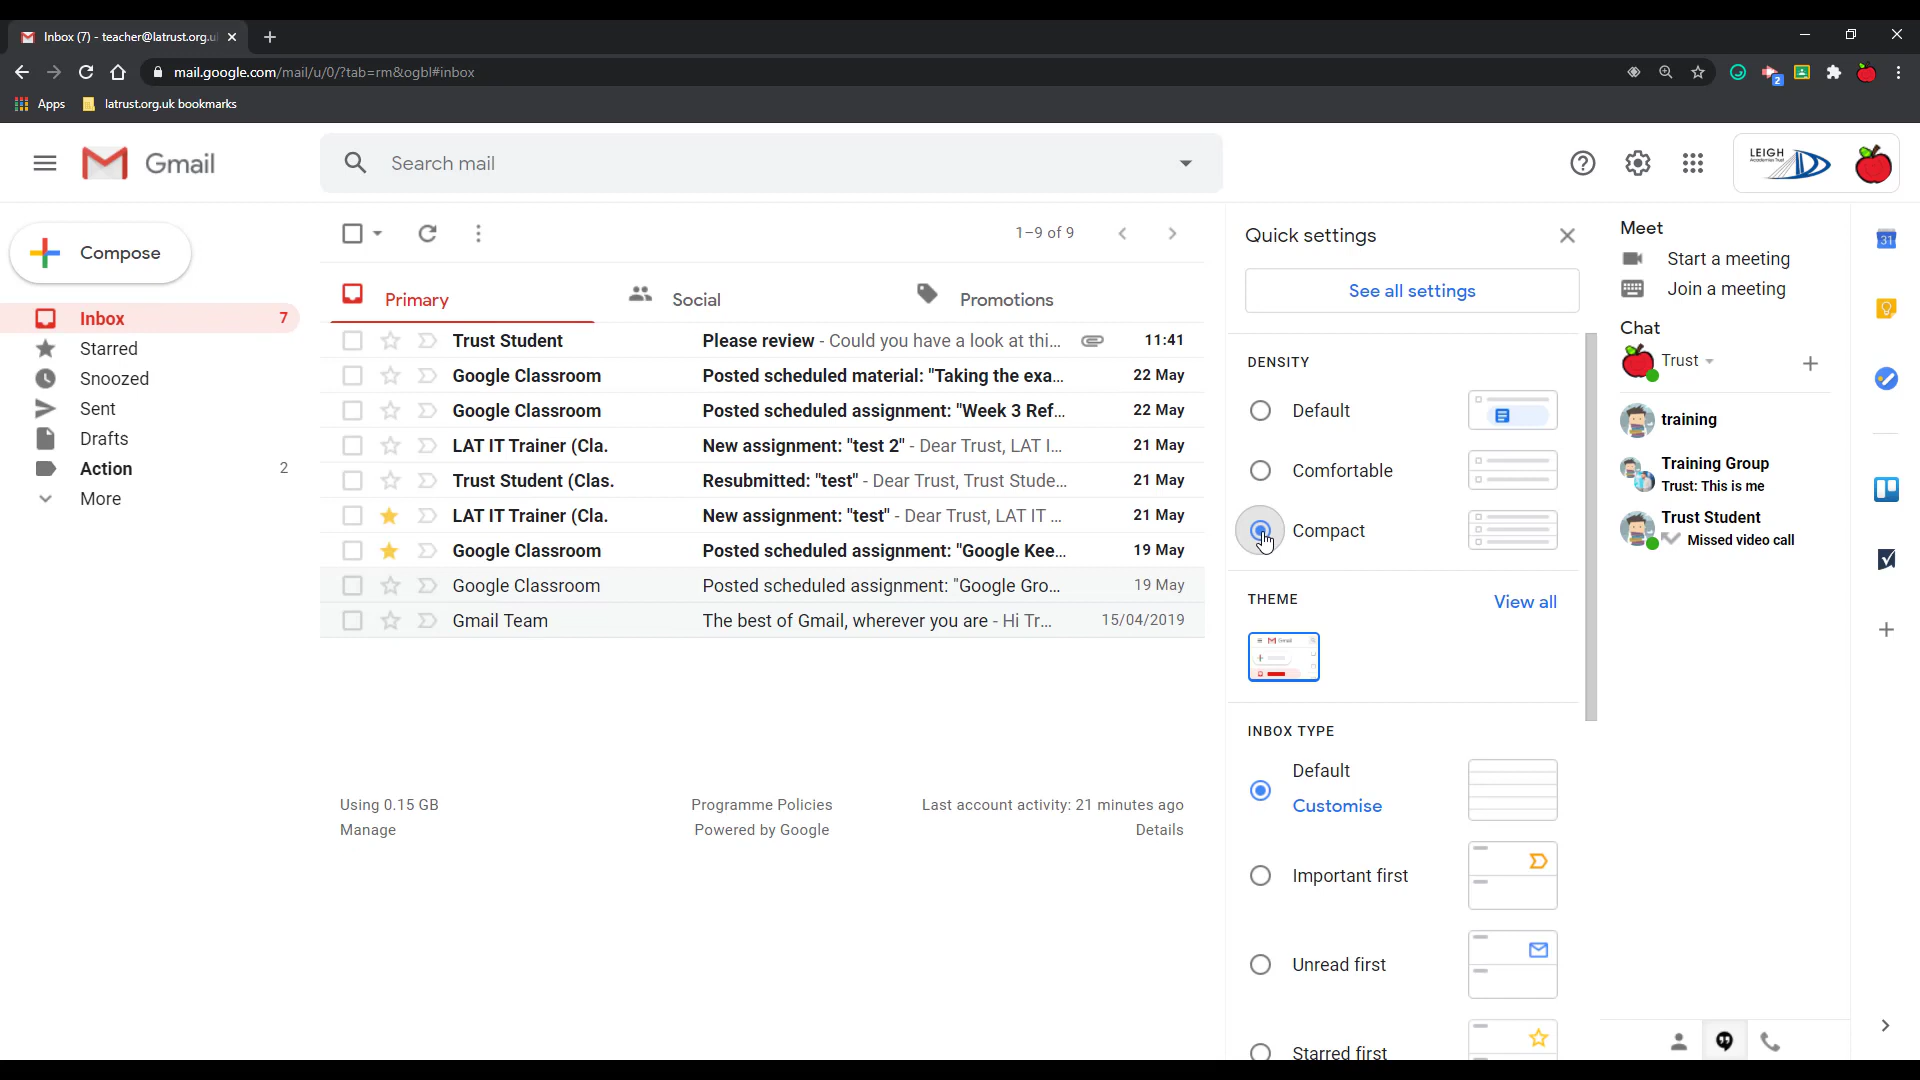 Inbox (7) - teacher@latrust.org.u
mail.google.com/mail/u/0/?tab=rm&ogbl#inbox
2
Apps
latrust.org.uk bookmarks
Gmail
Search mail
LEIGH
Academies Trust
Compose
1–9 of 9
Quick settings
See all settings
Primary
Social
Promotions
Inbox 7
Starred
Snoozed
Sent
Drafts
Action 2
More
Trust Student Please review - Could you have a look at thi... 11:41
Google Classroom Posted scheduled material: "Taking the exa... 22 May
Google Classroom Posted scheduled assignment: "Week 3 Ref... 22 May
LAT IT Trainer (Cla. New assignment: "test 2" - Dear Trust, LAT I... 21 May
Trust Student (Clas. Resubmitted: "test" - Dear Trust, Trust Stude... 21 May
LAT IT Trainer (Cla. New assignment: "test" - Dear Trust, LAT IT ... 21 May
Google Classroom Posted scheduled assignment: "Google Kee... 19 May
Google Classroom Posted scheduled assignment: "Google Gro... 19 May
Gmail Team The best of Gmail, wherever you are - Hi Tr... 15/04/2019
Using 0.15 GB
Manage
Programme Policies
Powered by Google
Last account activity: 21 minutes ago
Details
DENSITY
Default
Comfortable
Compact
THEME
View all
Gmail
INBOX TYPE
Default
Customise
Important first
Unread first
Starred first
Meet
Start a meeting
Join a meeting
Chat
Trust
training
Training Group
Trust: This is me
Trust Student
Missed video call
31